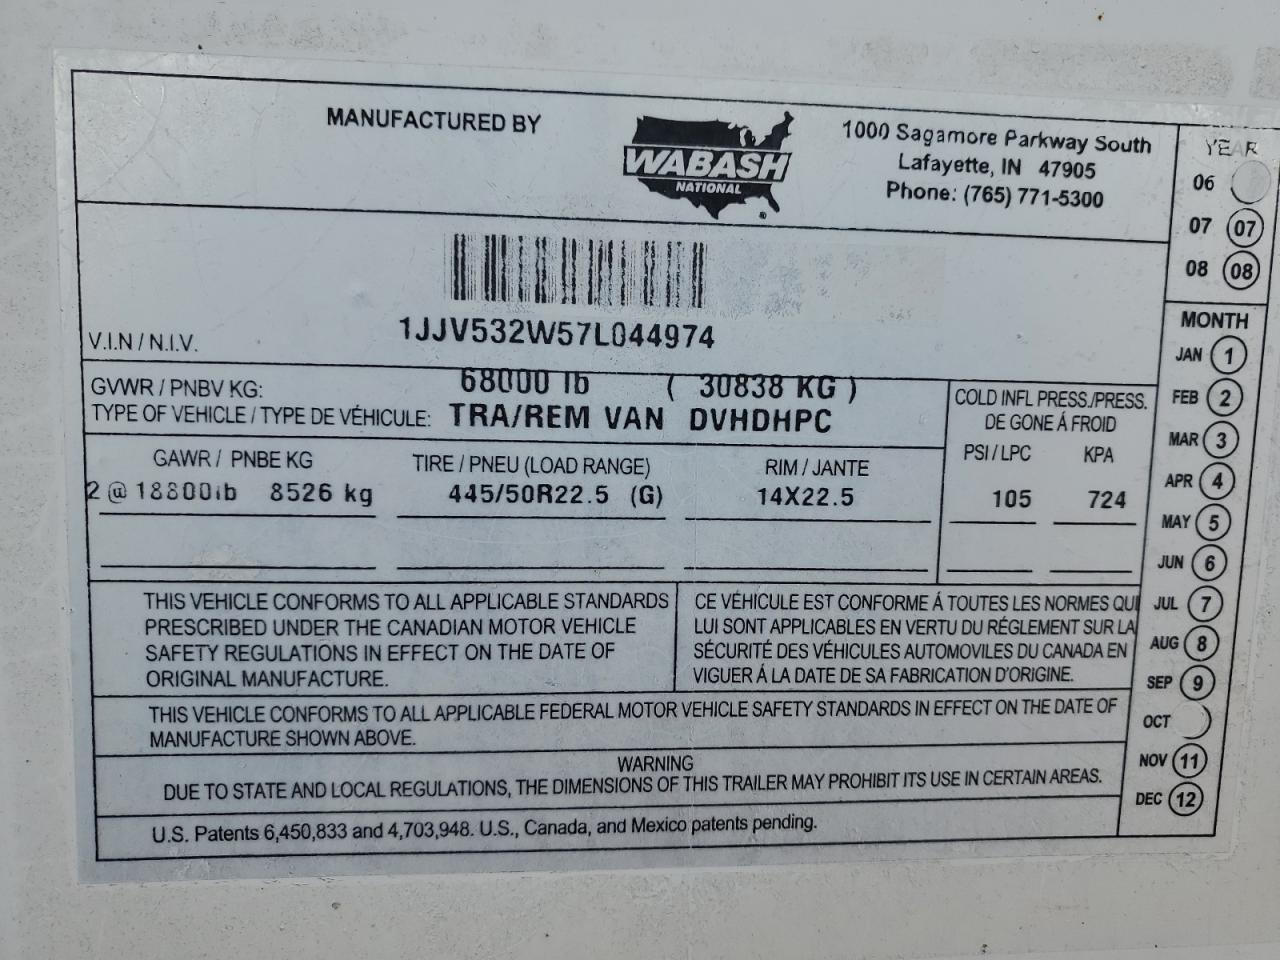 MANUFACTURED BY
WABASH
NATIONAL
®
1000 Sagamore Parkway South
Lafayette, IN 47905
Phone: (765) 771-5300
YEAR
06
07 07
08 08
V.I.N / N.I.V.
1JJV532W57L044974
GVWR / PNBV KG: 68000 lb ( 30838 KG )
TYPE OF VEHICLE / TYPE DE VÉHICULE: TRA/REM VAN DVHDHPC
COLD INFL PRESS./PRESS.
DE GONE Á FROID
PSI / LPC KPA
GAWR / PNBE KG TIRE / PNEU (LOAD RANGE) RIM / JANTE
2 @ 18800lb 8526 kg 445/50R22.5 (G) 14X22.5 105 724
MONTH
JAN 1
FEB 2
MAR 3
APR 4
MAY 5
JUN 6
JUL 7
AUG 8
SEP 9
OCT
NOV 11
DEC 12
THIS VEHICLE CONFORMS TO ALL APPLICABLE STANDARDS
PRESCRIBED UNDER THE CANADIAN MOTOR VEHICLE
SAFETY REGULATIONS IN EFFECT ON THE DATE OF
ORIGINAL MANUFACTURE.
CE VÉHICULE EST CONFORME Á TOUTES LES NORMES QUI
LUI SONT APPLICABLES EN VERTU DU RÉGLEMENT SUR LA
SÉCURITÉ DES VÉHICULES AUTOMOVILES DU CANADA EN
VIGUER Á LA DATE DE SA FABRICATION D'ORIGINE.
THIS VEHICLE CONFORMS TO ALL APPLICABLE FEDERAL MOTOR VEHICLE SAFETY STANDARDS IN EFFECT ON THE DATE OF
MANUFACTURE SHOWN ABOVE.
WARNING
DUE TO STATE AND LOCAL REGULATIONS, THE DIMENSIONS OF THIS TRAILER MAY PROHIBIT ITS USE IN CERTAIN AREAS.
U.S. Patents 6,450,833 and 4,703,948. U.S., Canada, and Mexico patents pending.